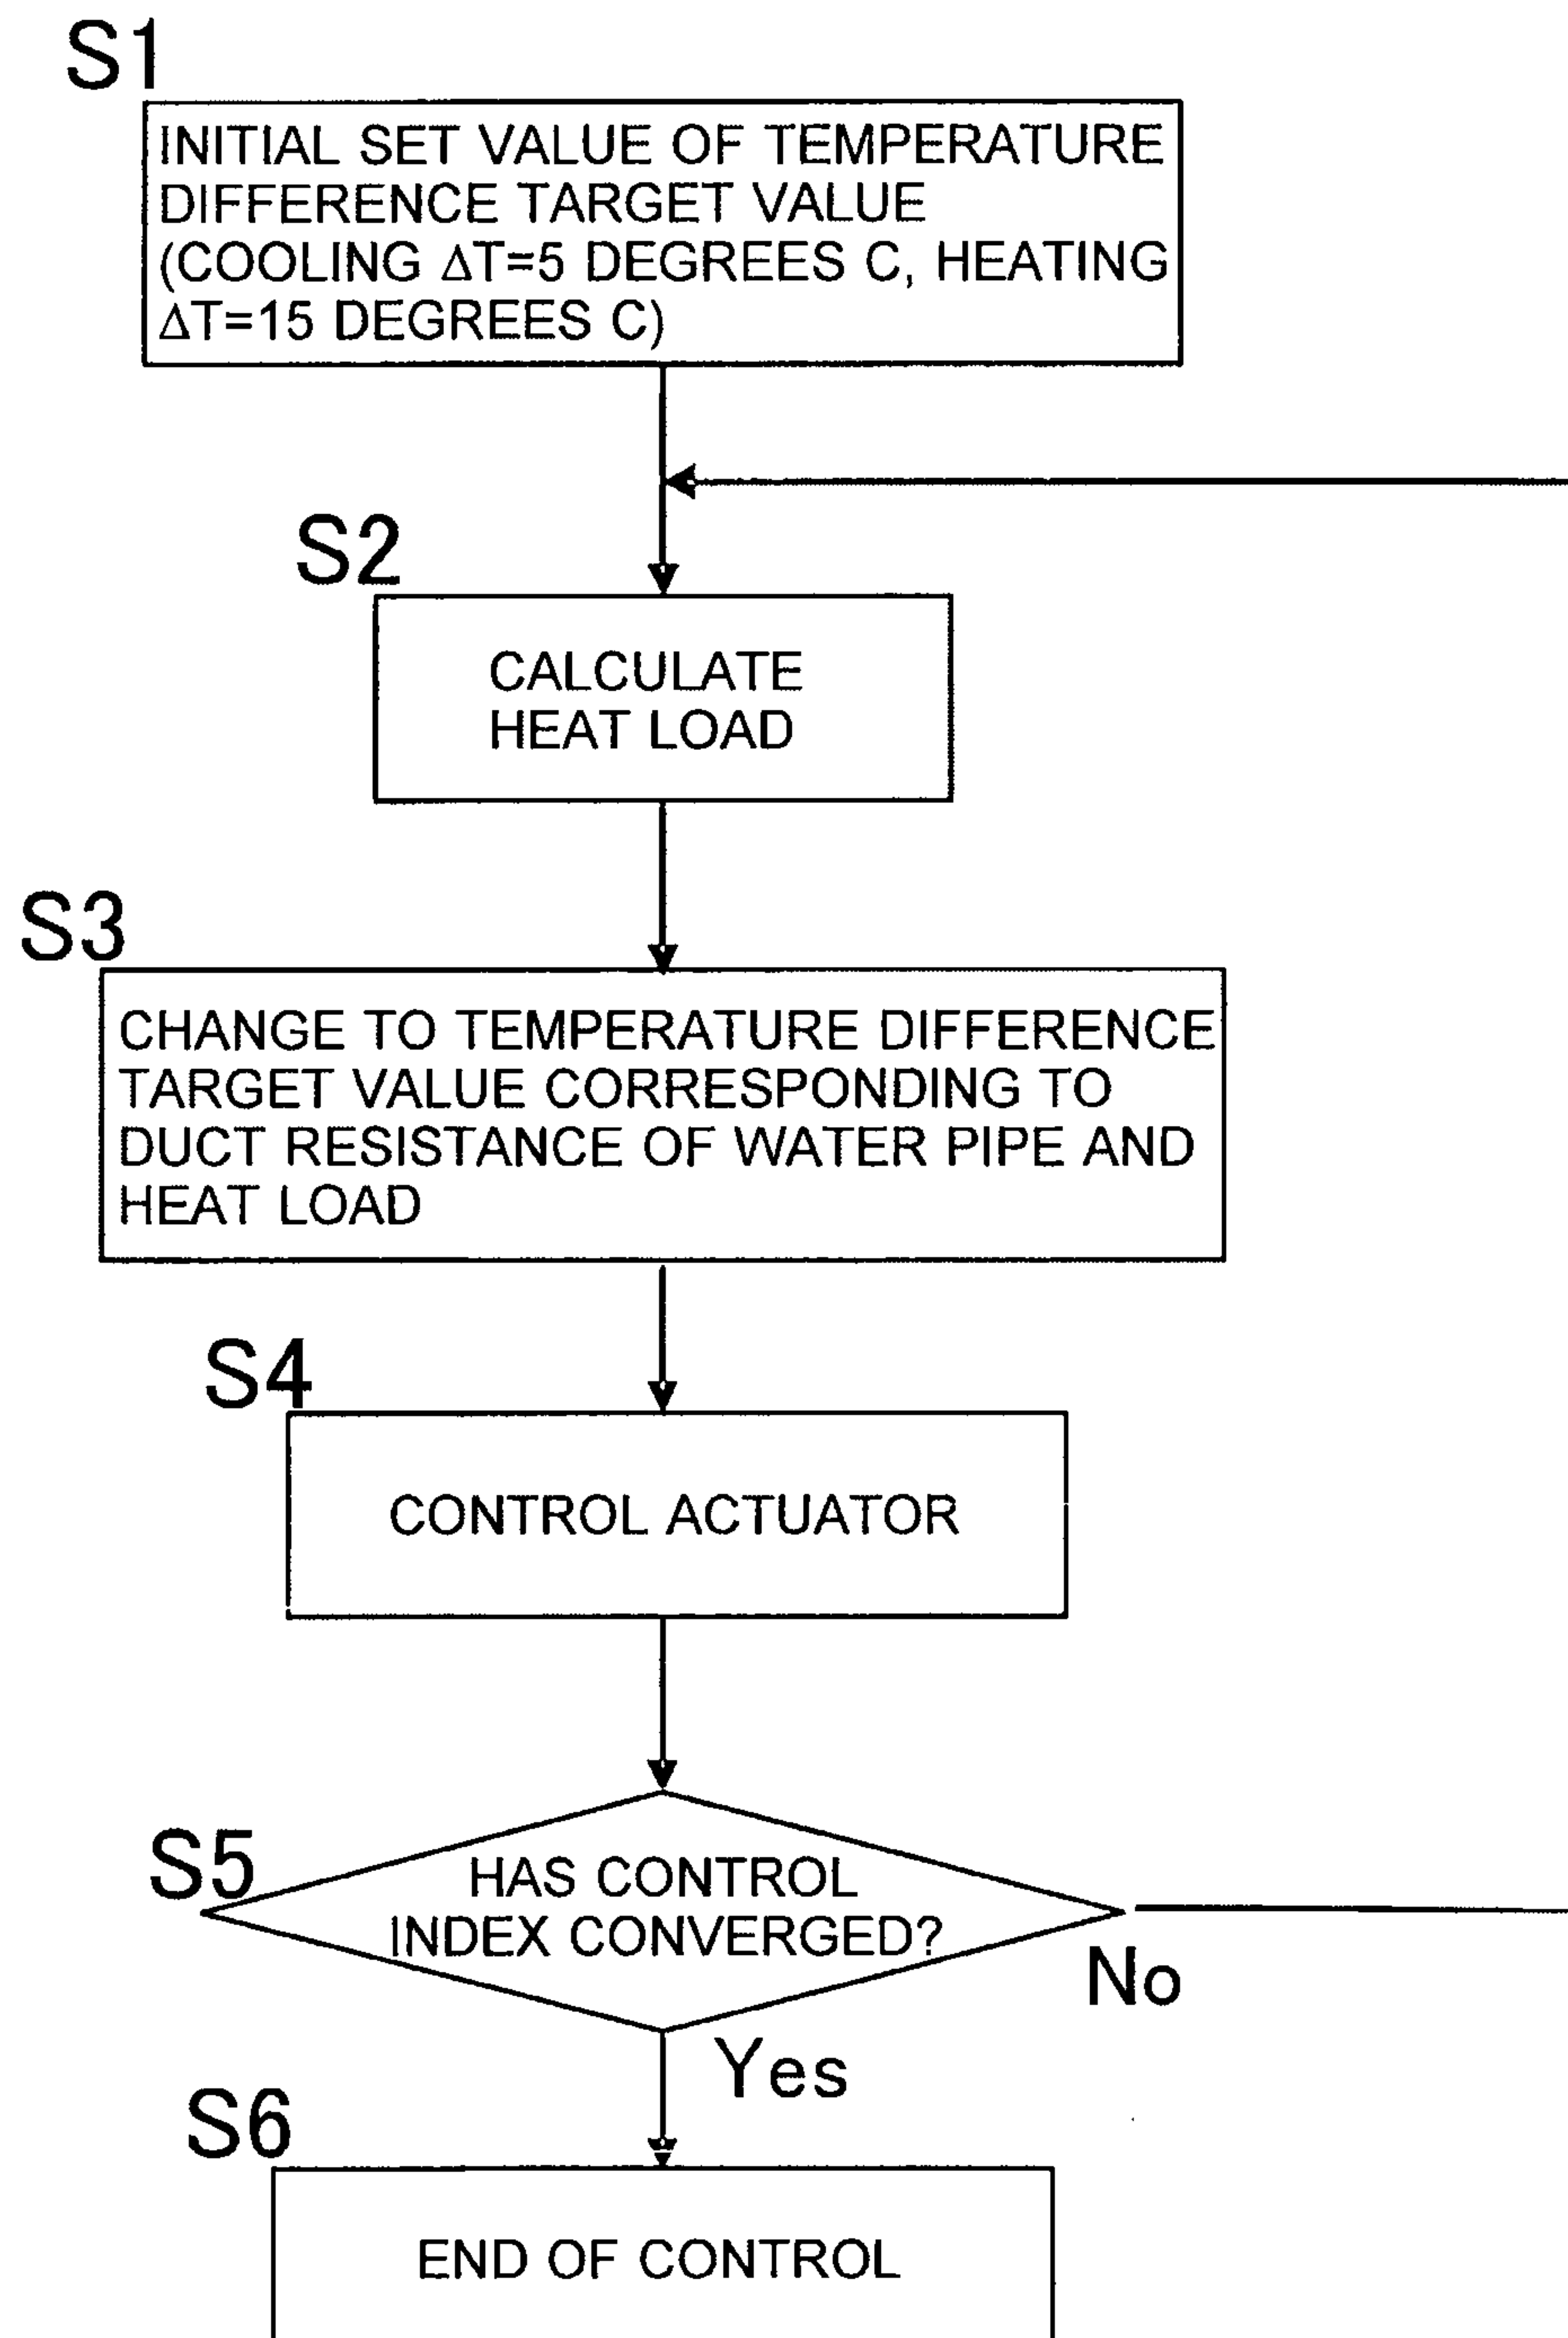 S1
INITIAL SET VALUE OF TEMPERATURE
DIFFERENCE TARGET VALUE
(COOLING ΔT=5 DEGREES C, HEATING
ΔT=15 DEGREES C)
S2
CALCULATE
HEAT LOAD
S3
CHANGE TO TEMPERATURE DIFFERENCE
TARGET VALUE CORRESPONDING TO
DUCT RESISTANCE OF WATER PIPE AND
HEAT LOAD
S4
CONTROL ACTUATOR
S5
HAS CONTROL
INDEX CONVERGED?
No
Yes
S6
END OF CONTROL